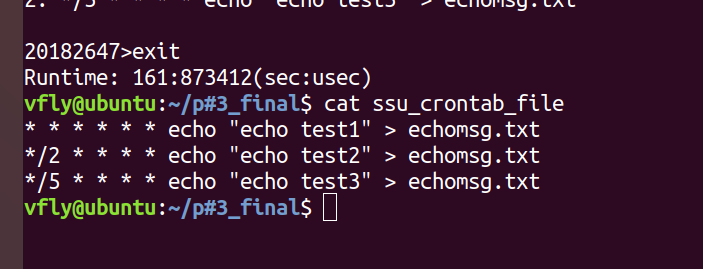 2. */5 * * * * echo "echo test3" > echomsg.txt
20182647>exit
Runtime: 161:873412(sec:usec)
vfly@ubuntu:~/p#3_final$ cat ssu_crontab_file
* * * * * * echo "echo test1" > echomsg.txt
*/2 * * * * echo "echo test2" > echomsg.txt
*/5 * * * * echo "echo test3" > echomsg.txt
vfly@ubuntu:~/p#3_final$